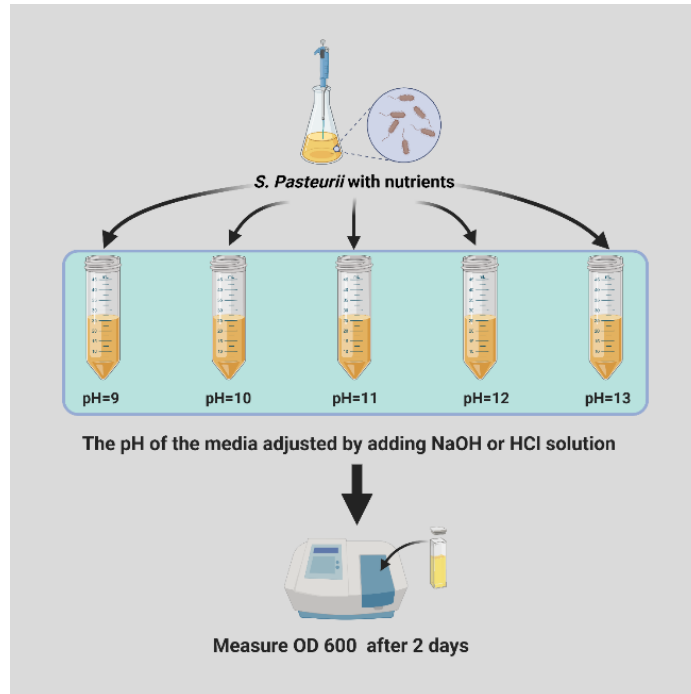 S. Pasteurii with nutrients
pH=9 pH=10 pH=11 pH=12 pH=13
The pH of the media adjusted by adding NaOH or HCl solution
Measure OD 600 after 2 days